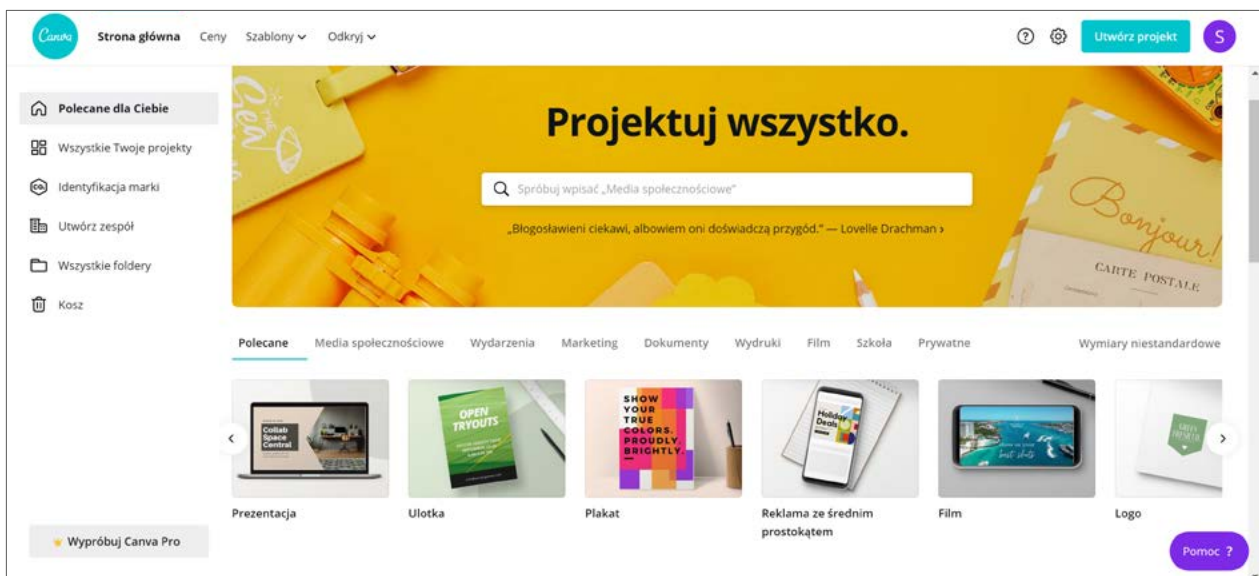 Canva
Strona główna
Ceny
Szablony
Odkryj
Utwórz projekt
S
Polecane dla Ciebie
Wszystkie Twoje projekty
Identyfikacja marki
Utwórz zespół
Wszystkie foldery
Kosz
Wypróbuj Canva Pro
THE
Sea
Projektuj wszystko.
Spróbuj wpisać „Media społecznościowe”
„Błogosławieni ciekawi, albowiem oni doświadczą przygód.” — Lovelle Drachman ›
Bonjour!
CARTE POSTALE
Polecane
Media społecznościowe
Wydarzenia
Marketing
Dokumenty
Wydruki
Film
Szkoła
Prywatne
Wymiary niestandardowe
Collab
Space
Central
OPEN
TRYOUTS
SHOW
YOUR
TRUE
COLORS.
PROUDLY.
BRIGHTLY.
Holiday
Deals
best shots
Prezentacja
Ulotka
Plakat
Reklama ze średnim
prostokątem
Film
Logo
Pomoc ?